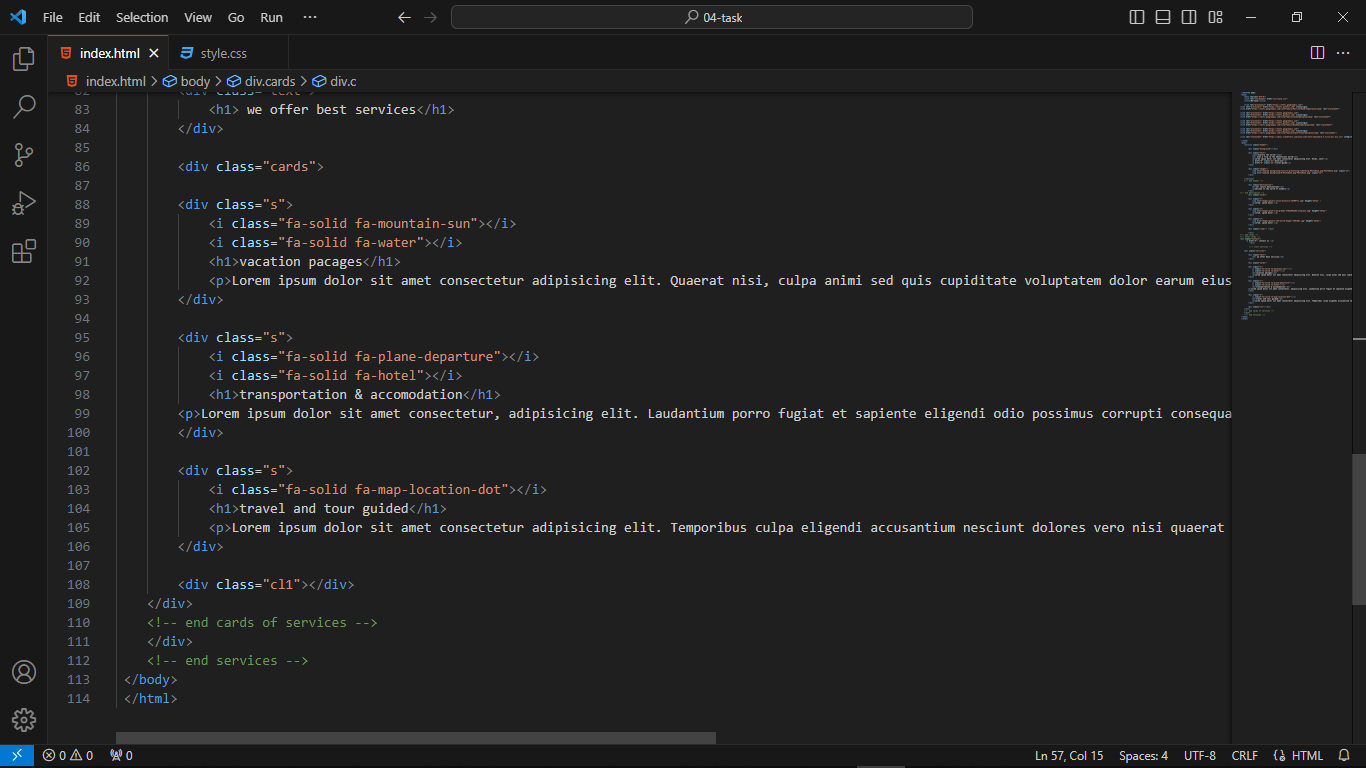 File Edit Selection View Go Run ··· 04-task
index.html style.css
index.html > body > div.cards > div.c
82 <div class="text">
83 <h1> we offer best services</h1>
84 </div>
85
86 <div class="cards">
87
88 <div class="s">
89 <i class="fa-solid fa-mountain-sun"></i>
90 <i class="fa-solid fa-water"></i>
91 <h1>vacation pacages</h1>
92 <p>Lorem ipsum dolor sit amet consectetur adipisicing elit. Quaerat nisi, culpa animi sed quis cupiditate voluptatem dolor earum eius
93 </div>
94
95 <div class="s">
96 <i class="fa-solid fa-plane-departure"></i>
97 <i class="fa-solid fa-hotel"></i>
98 <h1>transportation & accomodation</h1>
99 <p>Lorem ipsum dolor sit amet consectetur, adipisicing elit. Laudantium porro fugiat et sapiente eligendi odio possimus corrupti consequa
100 </div>
101
102 <div class="s">
103 <i class="fa-solid fa-map-location-dot"></i>
104 <h1>travel and tour guided</h1>
105 <p>Lorem ipsum dolor sit amet consectetur adipisicing elit. Temporibus culpa eligendi accusantium nesciunt dolores vero nisi quaerat
106 </div>
107
108 <div class="cl1"></div>
109 </div>
110 <!-- end cards of services -->
111 </div>
112 <!-- end services -->
113 </body>
114 </html>
0 0 0 Ln 57, Col 15 Spaces: 4 UTF-8 CRLF HTML